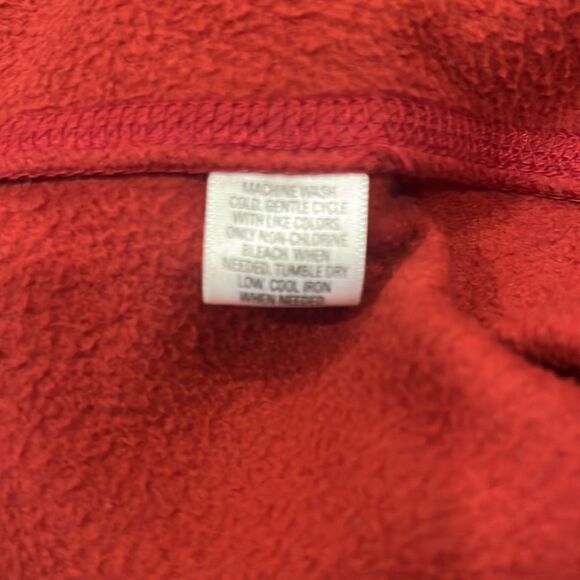 MACHINE WASH
COLD, GENTLE CYCLE
WITH LIKE COLORS.
ONLY NON-CHLORINE
BLEACH WHEN
NEEDED. TUMBLE DRY
LOW. COOL IRON
WHEN NEEDED